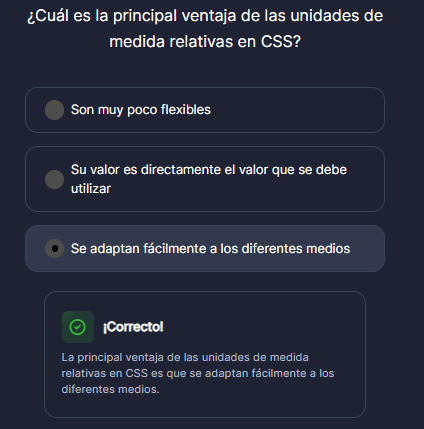 ¿Cuál es la principal ventaja de las unidades de
medida relativas en CSS?
Son muy poco flexibles
Su valor es directamente el valor que se debe
utilizar
Se adaptan fácilmente a los diferentes medios
¡Correcto!
La principal ventaja de las unidades de medida
relativas en CSS es que se adaptan fácilmente a los
diferentes medios.